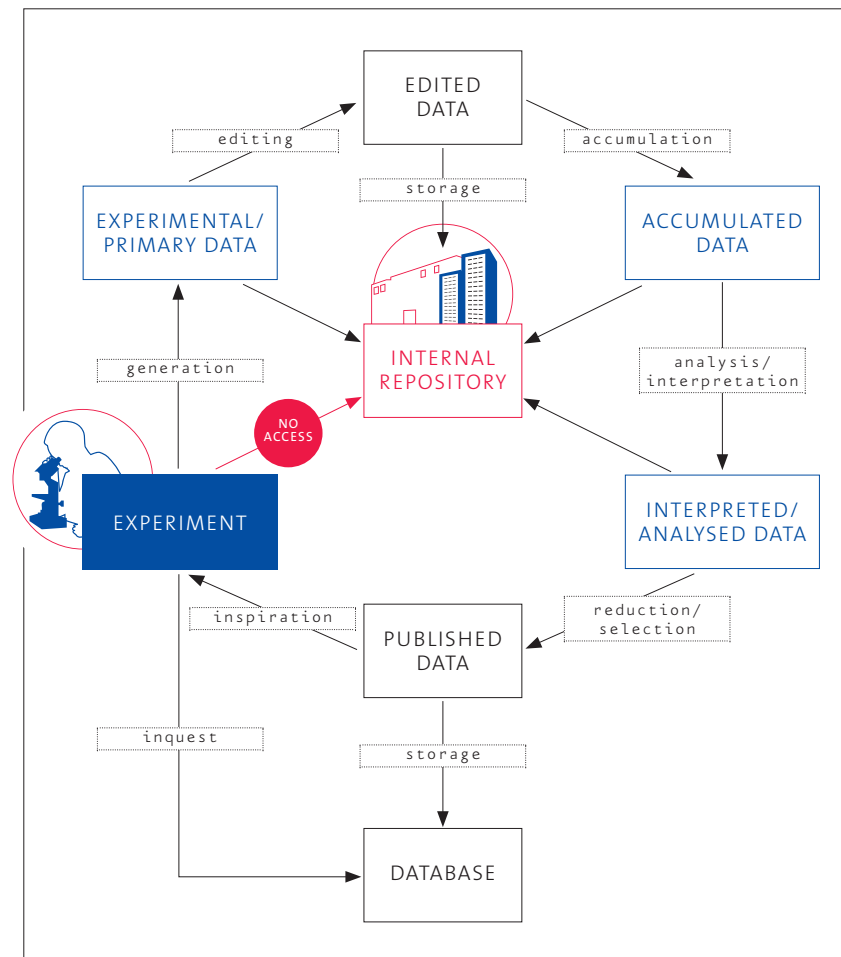 EDITED
DATA
editing
accumulation
storage
EXPERIMENTAL/
PRIMARY DATA
ACCUMULATED
DATA
INTERNAL
REPOSITORY
generation
analysis/
interpretation
NO
ACCESS
EXPERIMENT
INTERPRETED/
ANALYSED DATA
inspiration
reduction/
selection
PUBLISHED
DATA
inquest
storage
DATABASE